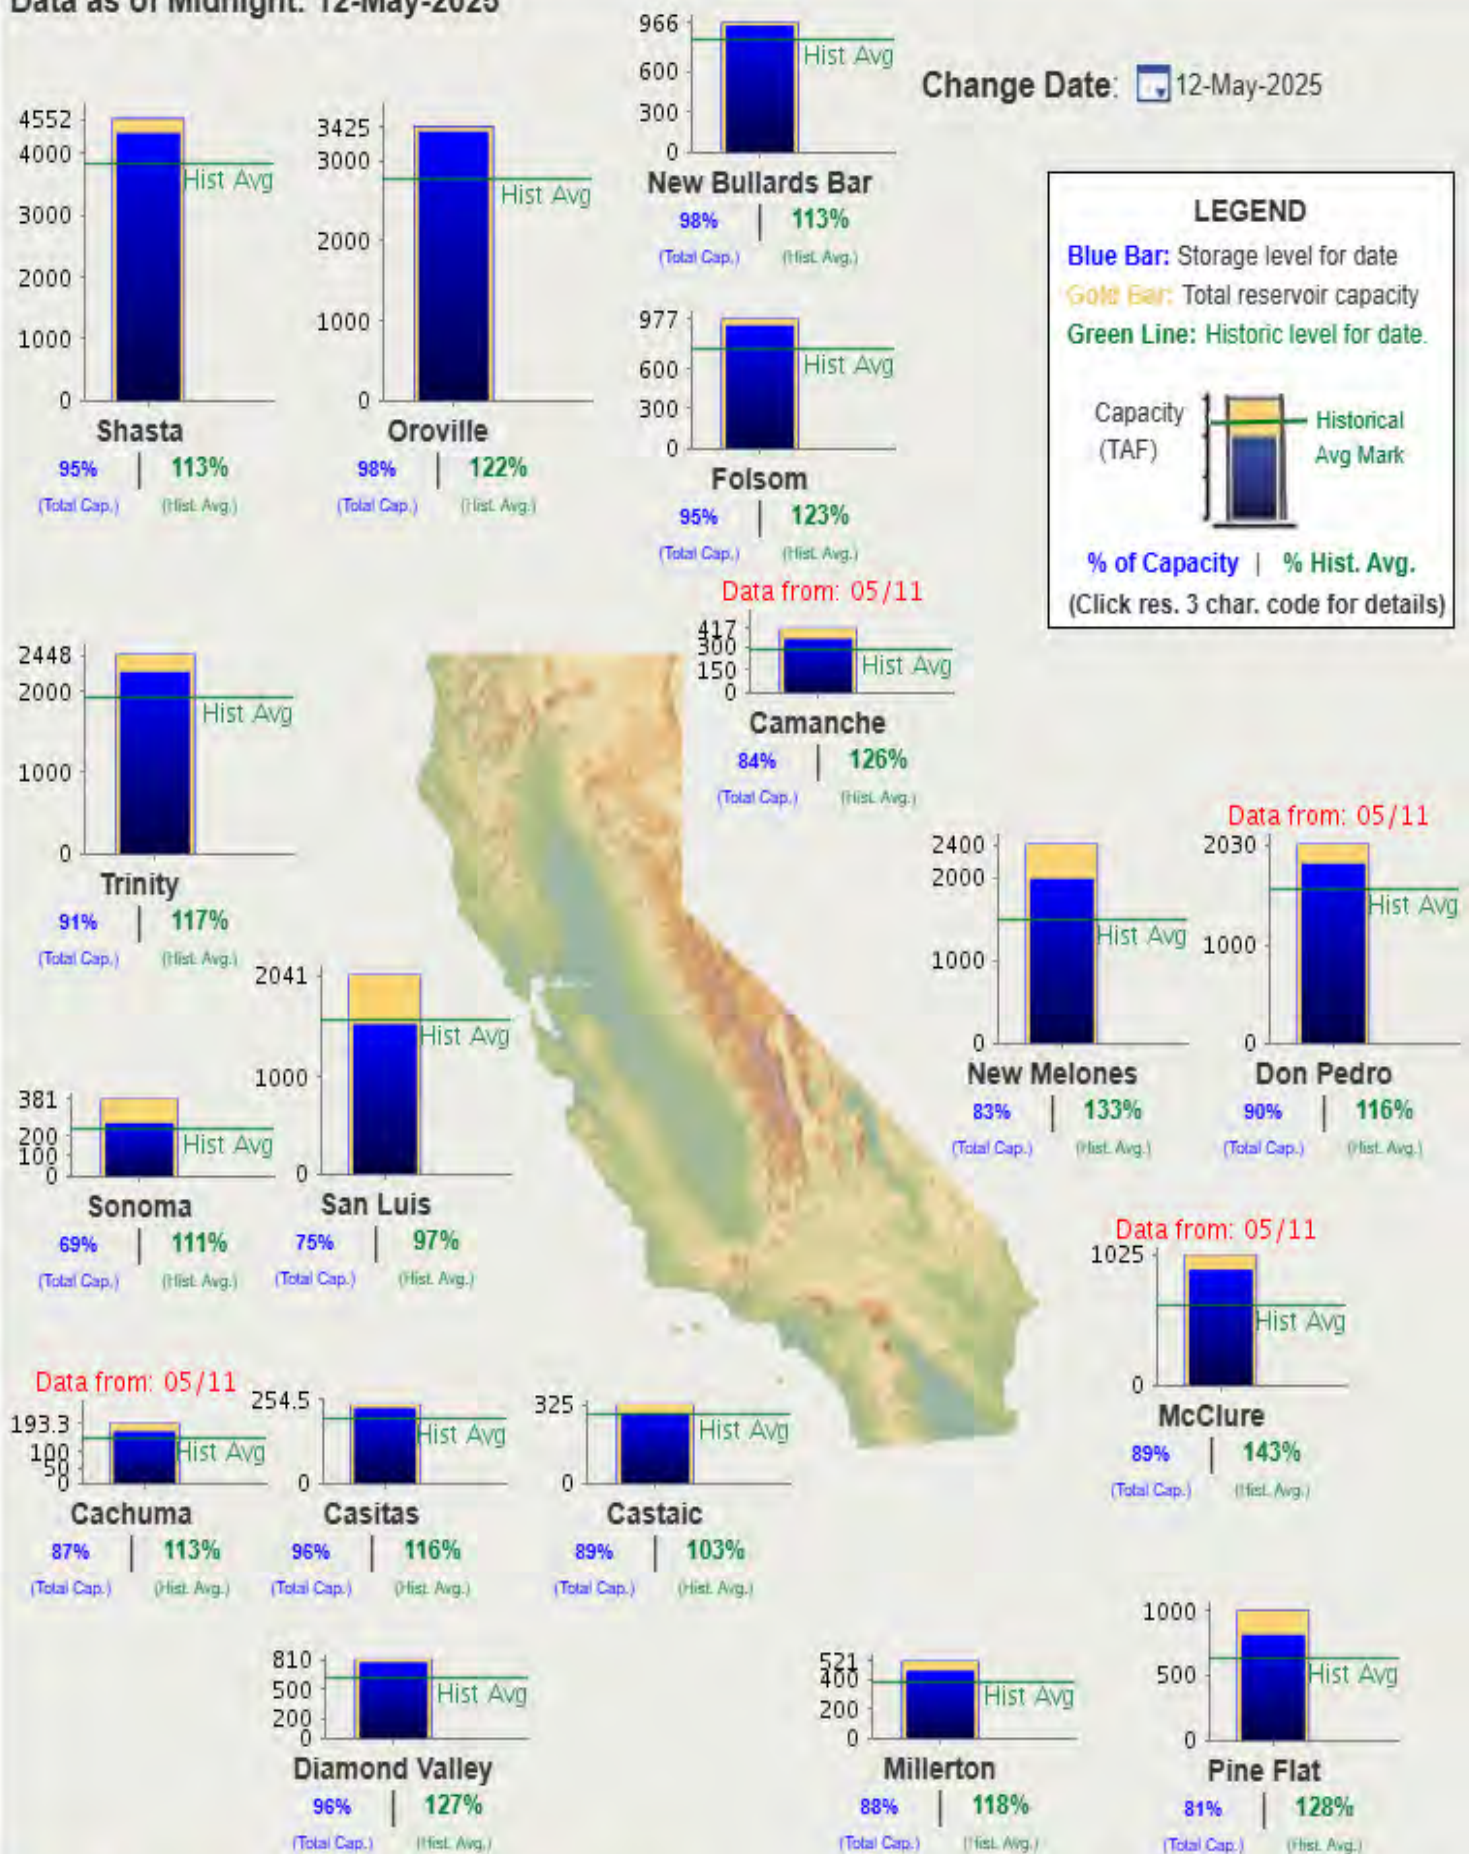 Data as of Midnight: 12-May-2025
Change Date: 12-May-2025
LEGEND
Blue Bar: Storage level for date
Gold Bar: Total reservoir capacity
Green Line: Historic level for date.
Capacity
(TAF)
Historical
Avg Mark
% of Capacity | % Hist. Avg.
(Click res. 3 char. code for details)
4552
4000
3000
2000
1000
0
Hist Avg
Shasta
95% | 113%
(Total Cap.) (Hist. Avg.)
3425
3000
2000
1000
0
Hist Avg
Oroville
98% | 122%
(Total Cap.) (Hist. Avg.)
966
600
300
0
Hist Avg
New Bullards Bar
98% | 113%
(Total Cap.) (Hist. Avg.)
977
600
300
0
Hist Avg
Folsom
95% | 123%
(Total Cap.) (Hist. Avg.)
Data from: 05/11
417
300
150
0
Hist Avg
Camanche
84% | 126%
(Total Cap.) (Hist. Avg.)
2448
2000
1000
0
Hist Avg
Trinity
91% | 117%
(Total Cap.) (Hist. Avg.)
2400
2000
1000
0
Hist Avg
New Melones
83% | 133%
(Total Cap.) (Hist. Avg.)
Data from: 05/11
2030
1000
0
Hist Avg
Don Pedro
90% | 116%
(Total Cap.) (Hist. Avg.)
381
200
100
0
Hist Avg
Sonoma
69% | 111%
(Total Cap.) (Hist. Avg.)
2041
1000
0
Hist Avg
San Luis
75% | 97%
(Total Cap.) (Hist. Avg.)
Data from: 05/11
1025
0
Hist Avg
McClure
89% | 143%
(Total Cap.) (Hist. Avg.)
Data from: 05/11
193.3
100
50
0
Hist Avg
Cachuma
87% | 113%
(Total Cap.) (Hist. Avg.)
254.5
0
Hist Avg
Casitas
96% | 116%
(Total Cap.) (Hist. Avg.)
325
0
Hist Avg
Castaic
89% | 103%
(Total Cap.) (Hist. Avg.)
810
500
200
0
Hist Avg
Diamond Valley
96% | 127%
(Total Cap.) (Hist. Avg.)
521
400
200
0
Hist Avg
Millerton
88% | 118%
(Total Cap.) (Hist. Avg.)
1000
500
0
Hist Avg
Pine Flat
81% | 128%
(Total Cap.) (Hist. Avg.)